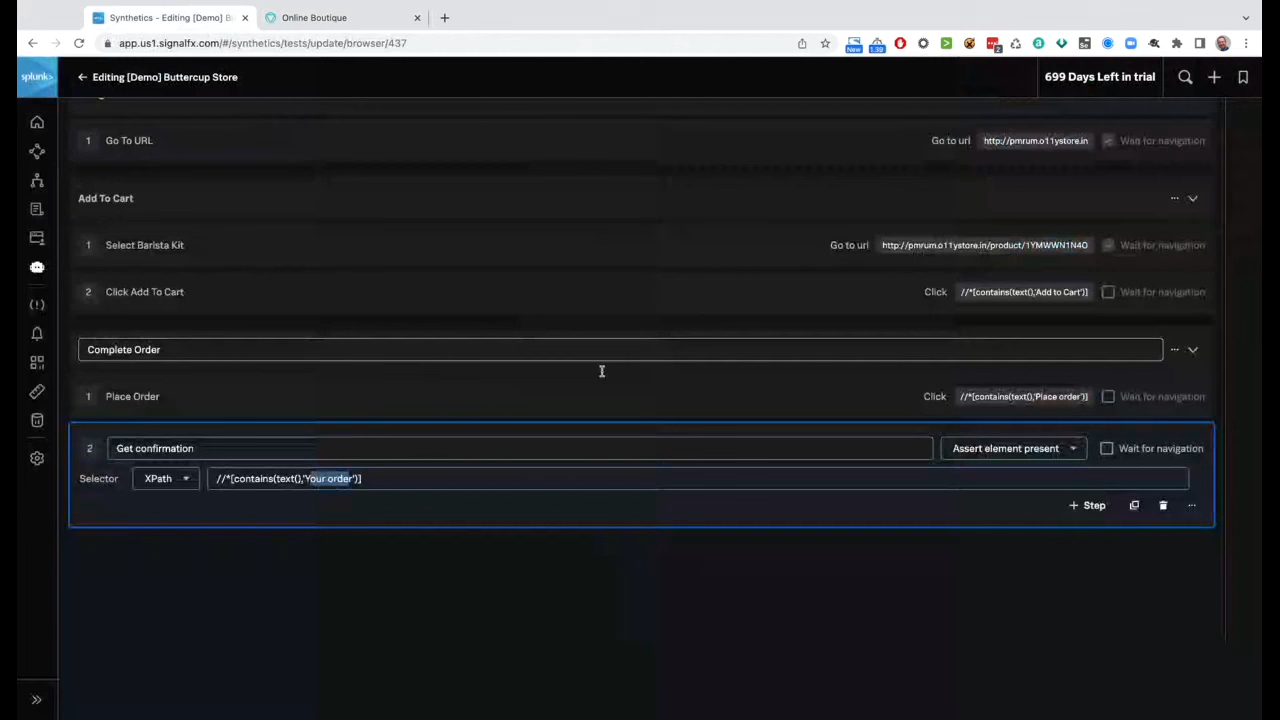 Synthetics - Editing [Demo] B
Online Boutique
app.us1.signalfx.com/#/synthetics/tests/update/browser/437
New
1.39
2
splunk>
Editing [Demo] Buttercup Store
699 Days Left in trial
1 Go To URL Go to url http://pmrum.o11ystore.in Wait for navigation
Add To Cart
1 Select Barista Kit Go to url http://pmrum.o11ystore.in/product/1YMWWN1N4O Wait for navigation
2 Click Add To Cart Click //*[contains(text(),'Add to Cart')] Wait for navigation
Complete Order
1 Place Order Click //*[contains(text(),'Place order')] Wait for navigation
2 Get confirmation Assert element present Wait for navigation
Selector XPath //*[contains(text(),'Your order')]
+ Step